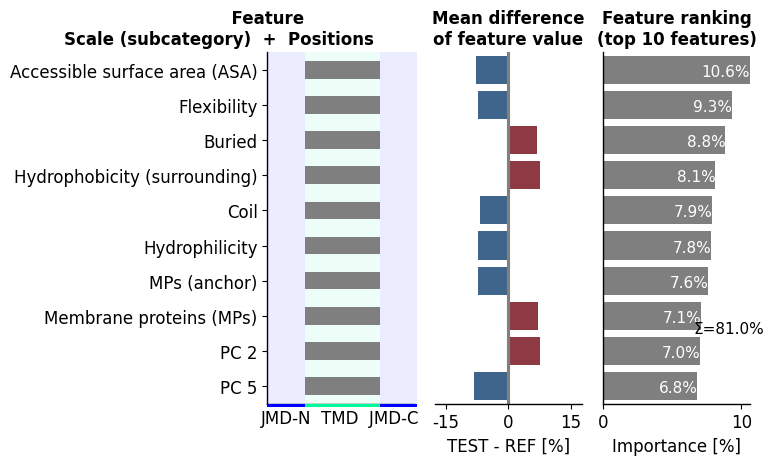 Feature
Scale (subcategory) + Positions
Mean difference
of feature value
Feature ranking
(top 10 features)
Accessible surface area (ASA)
10.6%
Flexibility
9.3%
Buried
8.8%
Hydrophobicity (surrounding)
8.1%
Coil
7.9%
Hydrophilicity
7.8%
MPs (anchor)
7.6%
Membrane proteins (MPs)
7.1%
Σ=81.0%
PC 2
7.0%
PC 5
6.8%
JMD-N TMD JMD-C
-15 0 15
0 10
TEST - REF [%]
Importance [%]